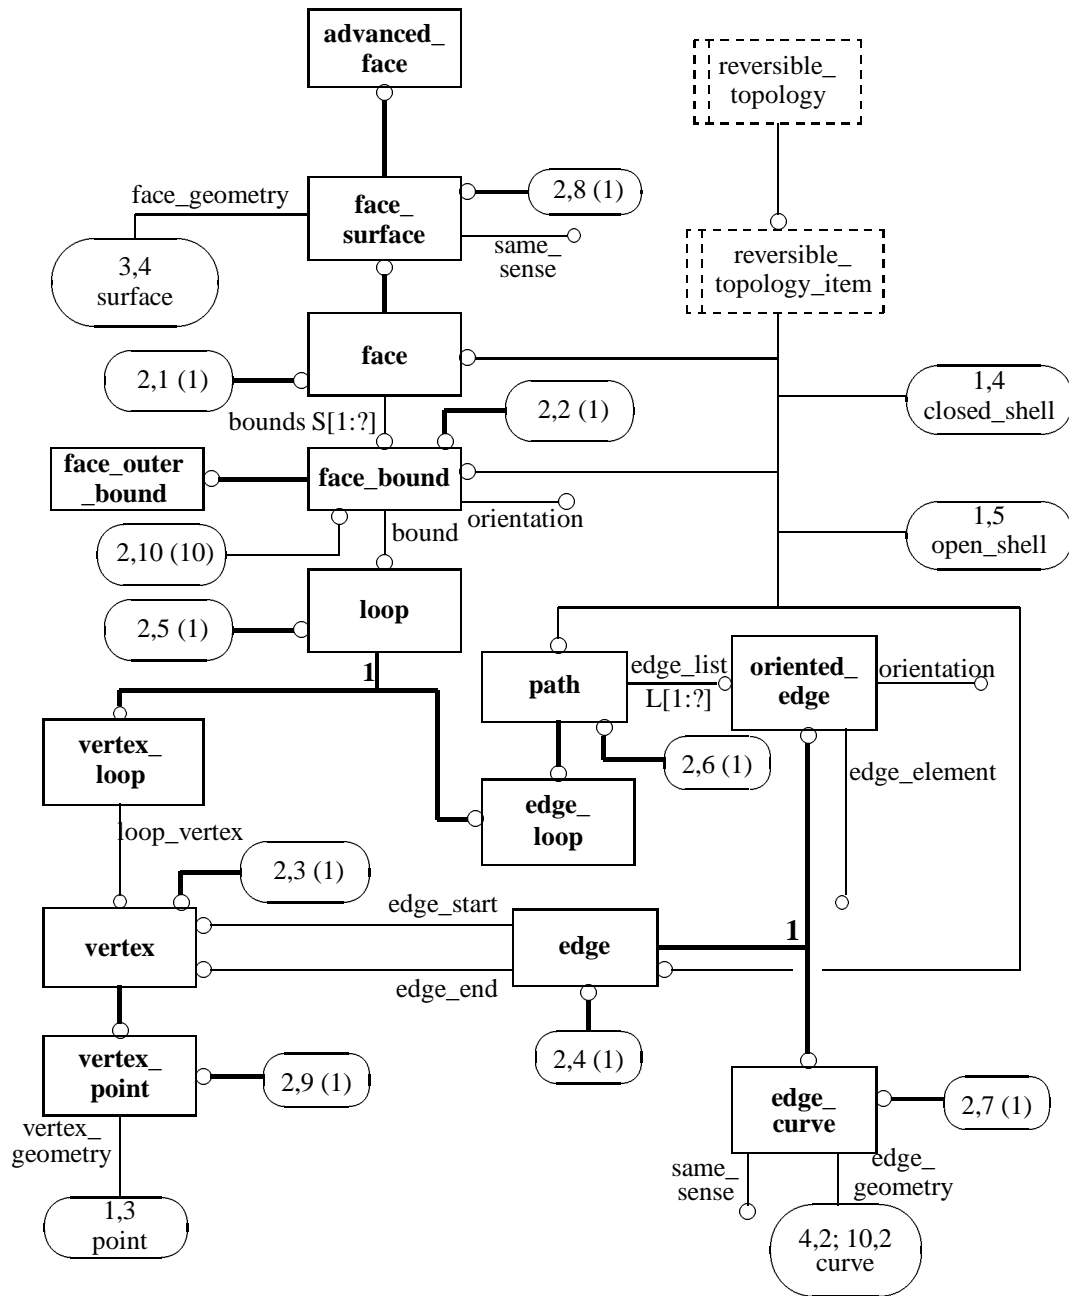 advanced_
face
reversible_
topology
face_geometry
2,8 (1)
face_
surface
same_
sense
3,4
surface
reversible_
topology_item
face
2,1 (1)
1,4
closed_shell
bounds S[1:?]
2,2 (1)
face_outer
_bound
face_bound
orientation
bound
1,5
open_shell
2,10 (10)
loop
2,5 (1)
1
path
edge_list
L[1:?]
oriented_
edge
orientation
vertex_
loop
2,6 (1)
edge_element
edge_
loop
loop_vertex
2,3 (1)
edge_start
vertex
edge
1
edge_end
vertex_
point
2,9 (1)
2,4 (1)
edge_
curve
2,7 (1)
vertex_
geometry
same_
sense
edge_
geometry
1,3
point
4,2; 10,2
curve